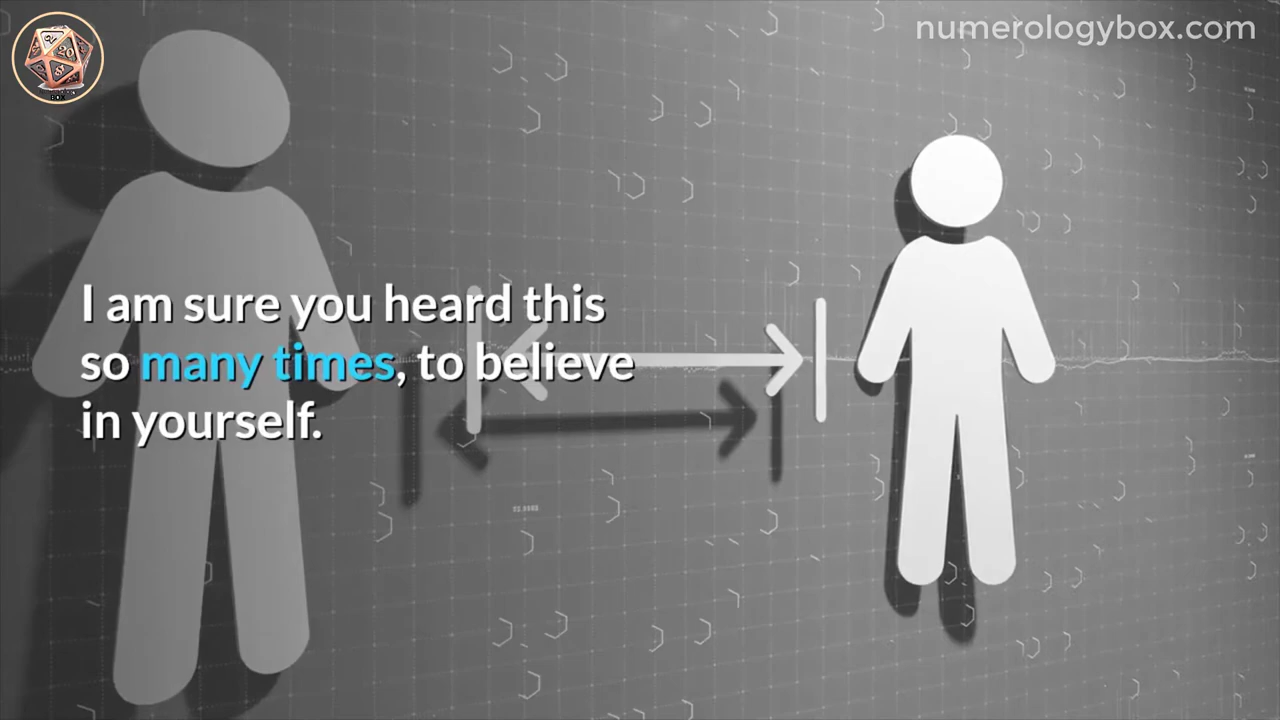 numerologybox.com
I am sure you heard this
so many times, to believe
in yourself.